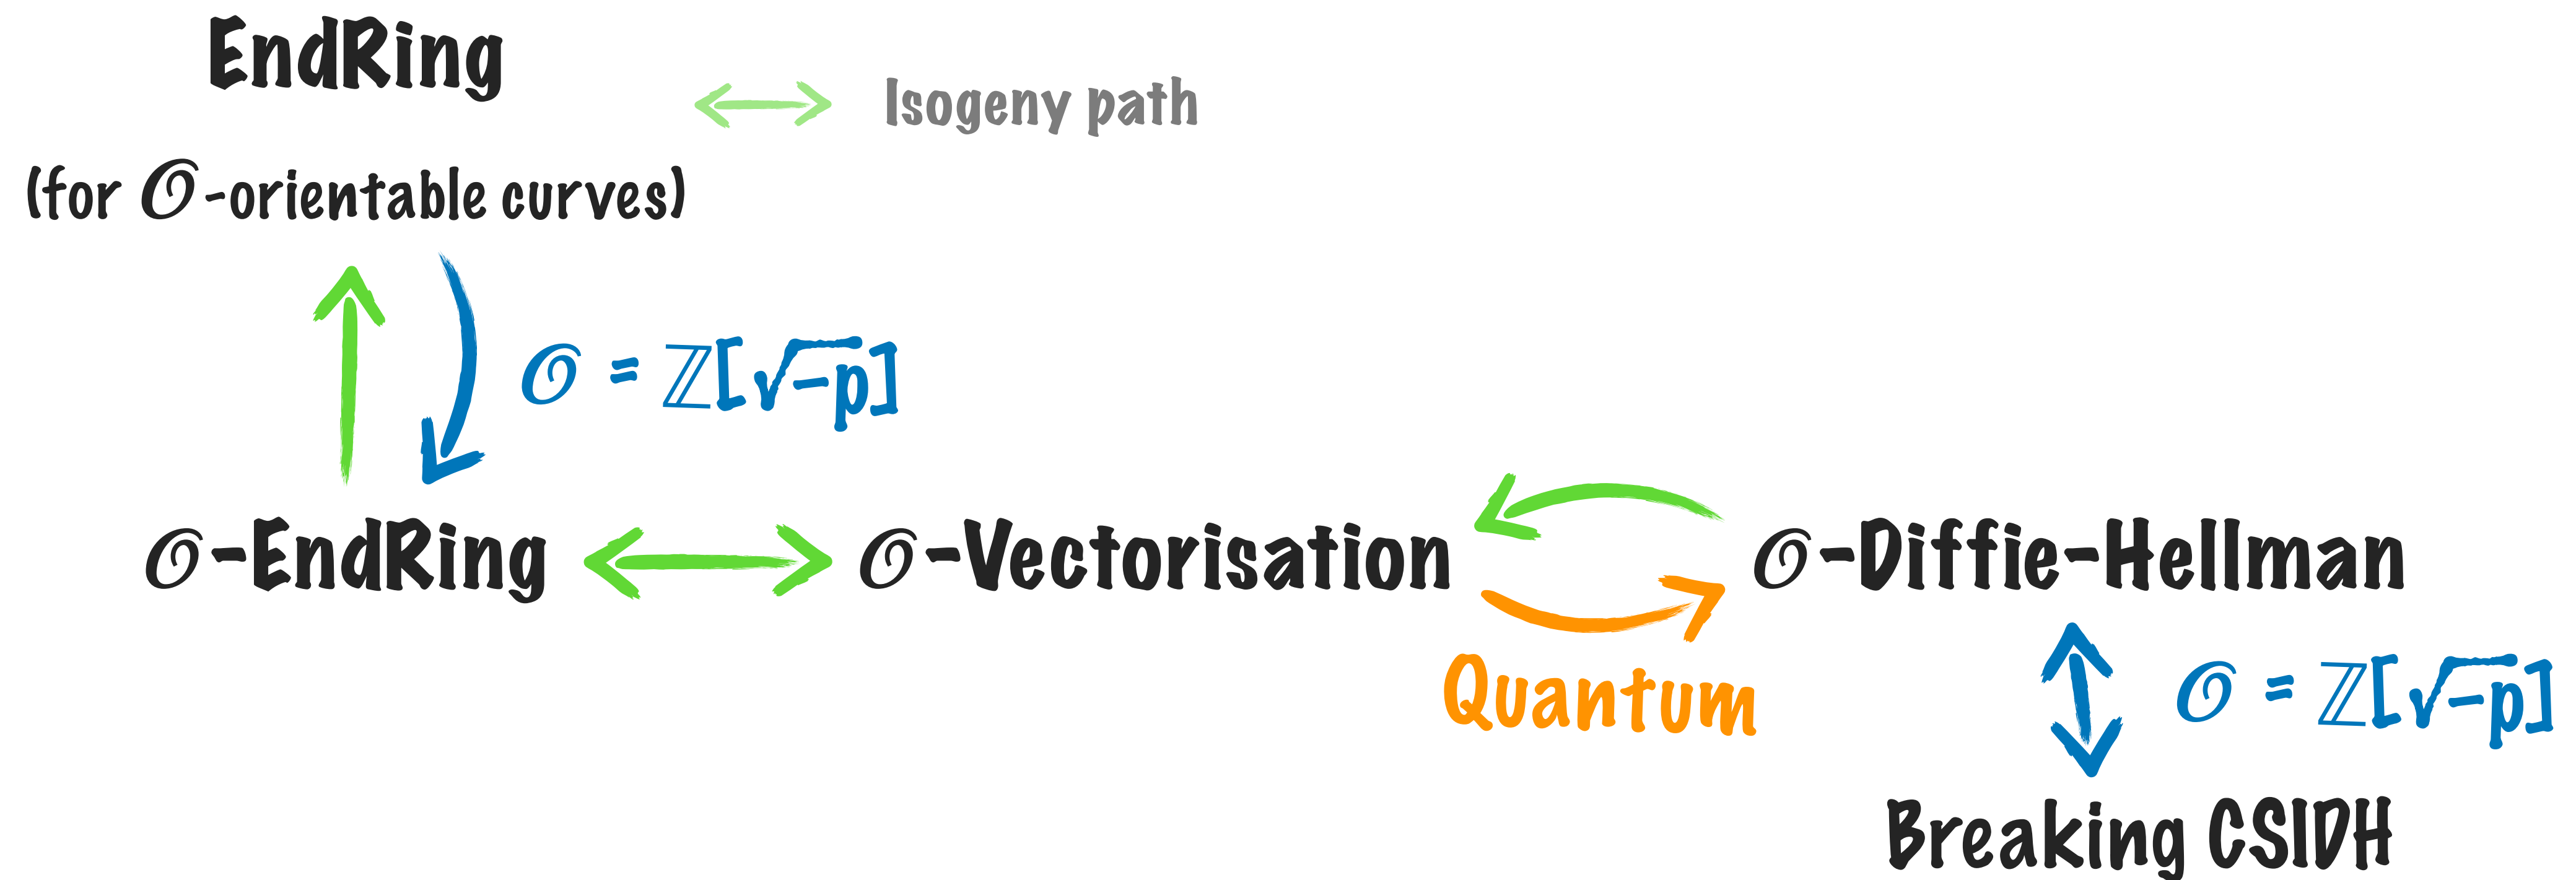 EndRing
Isogeny path
(for 𝒪-orientable curves)
𝒪 = ℤ[√-p]
𝒪-EndRing
𝒪-Vectorisation
𝒪-Diffie-Hellman
Quantum
𝒪 = ℤ[√-p]
Breaking CSIDH